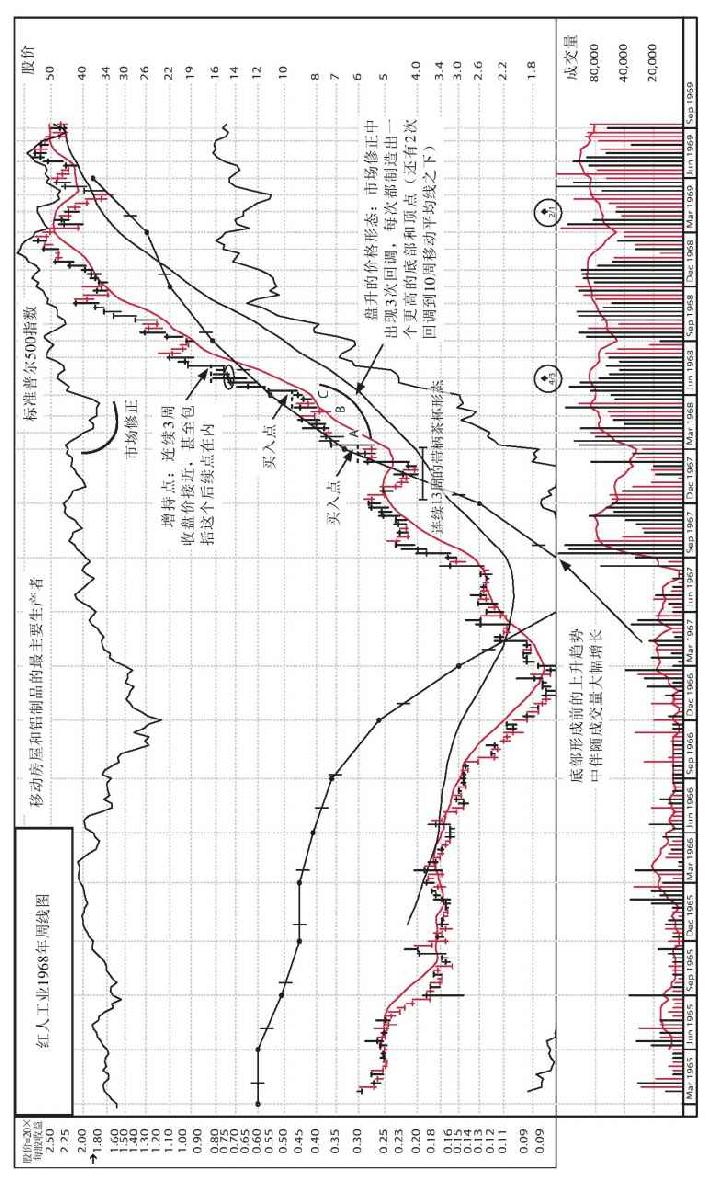 红人工业1968年周线图
移动房屋和铝制品的最主要生产者
标准普尔500指数
股价
市场修正
增持点：连续3周
收盘价接近，甚至包
括这个后续点在内
买入点
买入点
A
B
C
盘升的价格形态：市场修正中
出现3次回调，每次都制造出一
个更高的底部和顶点（还有2次
回调到10周移动平均线之下）
连续13周的带柄茶杯形态
底部形成前的上升趋势
中伴随成交量大幅增长
成交量
80,000
40,000
20,000
50
45
40
35
30
26
22
19
16
14
12
10
8
7
6
5
4.0
3.4
3.0
2.6
2.2
1.8
股价=20×
2.50
2.25
2.00
1.80
1.60
1.50
1.40
1.30
1.20
1.10
1.00
0.90
0.80
0.75
0.70
0.65
0.60
0.55
0.50
0.45
0.40
0.35
0.30
0.25
0.23
0.20
0.18
0.16
0.15
0.14
0.13
0.12
0.11
0.09
0.09
4/3
2/1
Mar 1965
Jun 1965
Sep 1965
Dec 1965
Mar 1966
Jun 1966
Sep 1966
Dec 1966
Mar 1967
Jun 1967
Sep 1967
Dec 1967
Mar 1968
Jun 1968
Sep 1968
Dec 1968
Mar 1969
Jun 1969
Sep 1969